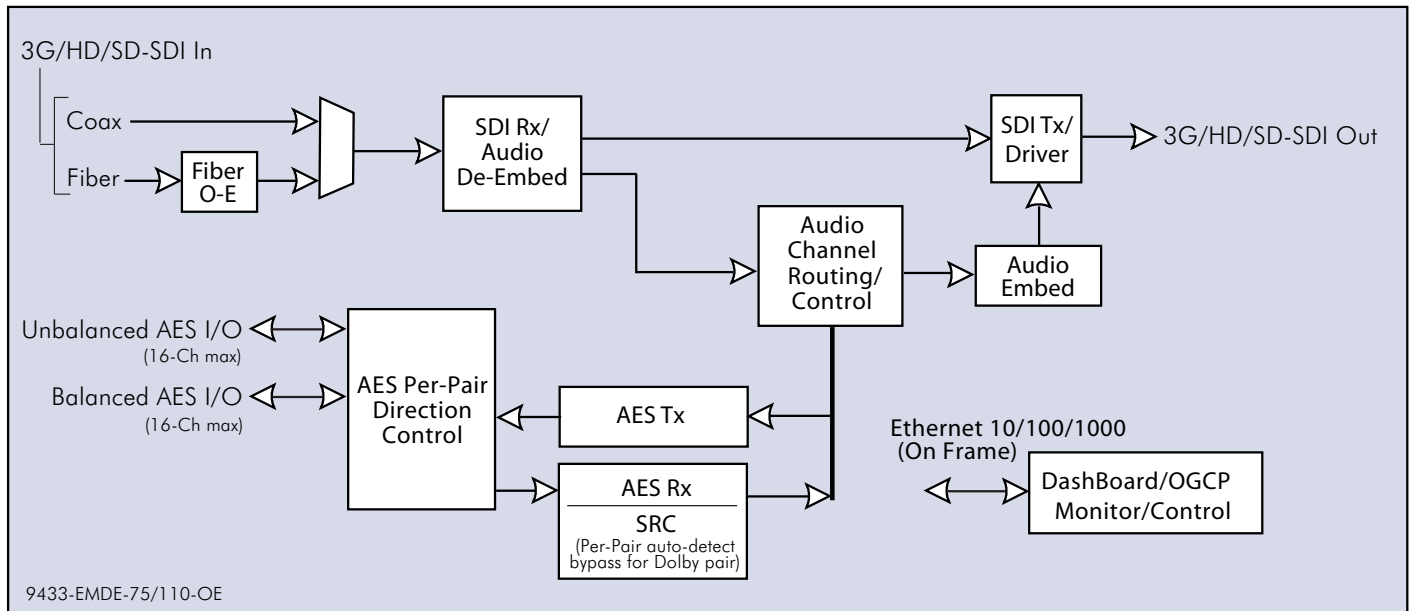 3G/HD/SD-SDI In
Coax
Fiber
Fiber
O-E
SDI Rx/
Audio
De-Embed
SDI Tx/
Driver
3G/HD/SD-SDI Out
Audio
Channel
Routing/
Control
Audio
Embed
Unbalanced AES I/O
(16-Ch max)
Balanced AES I/O
(16-Ch max)
AES Per-Pair
Direction
Control
AES Tx
AES Rx
SRC
(Per-Pair auto-detect
bypass for Dolby pair)
Ethernet 10/100/1000
(On Frame)
DashBoard/OGCP
Monitor/Control
9433-EMDE-75/110-OE